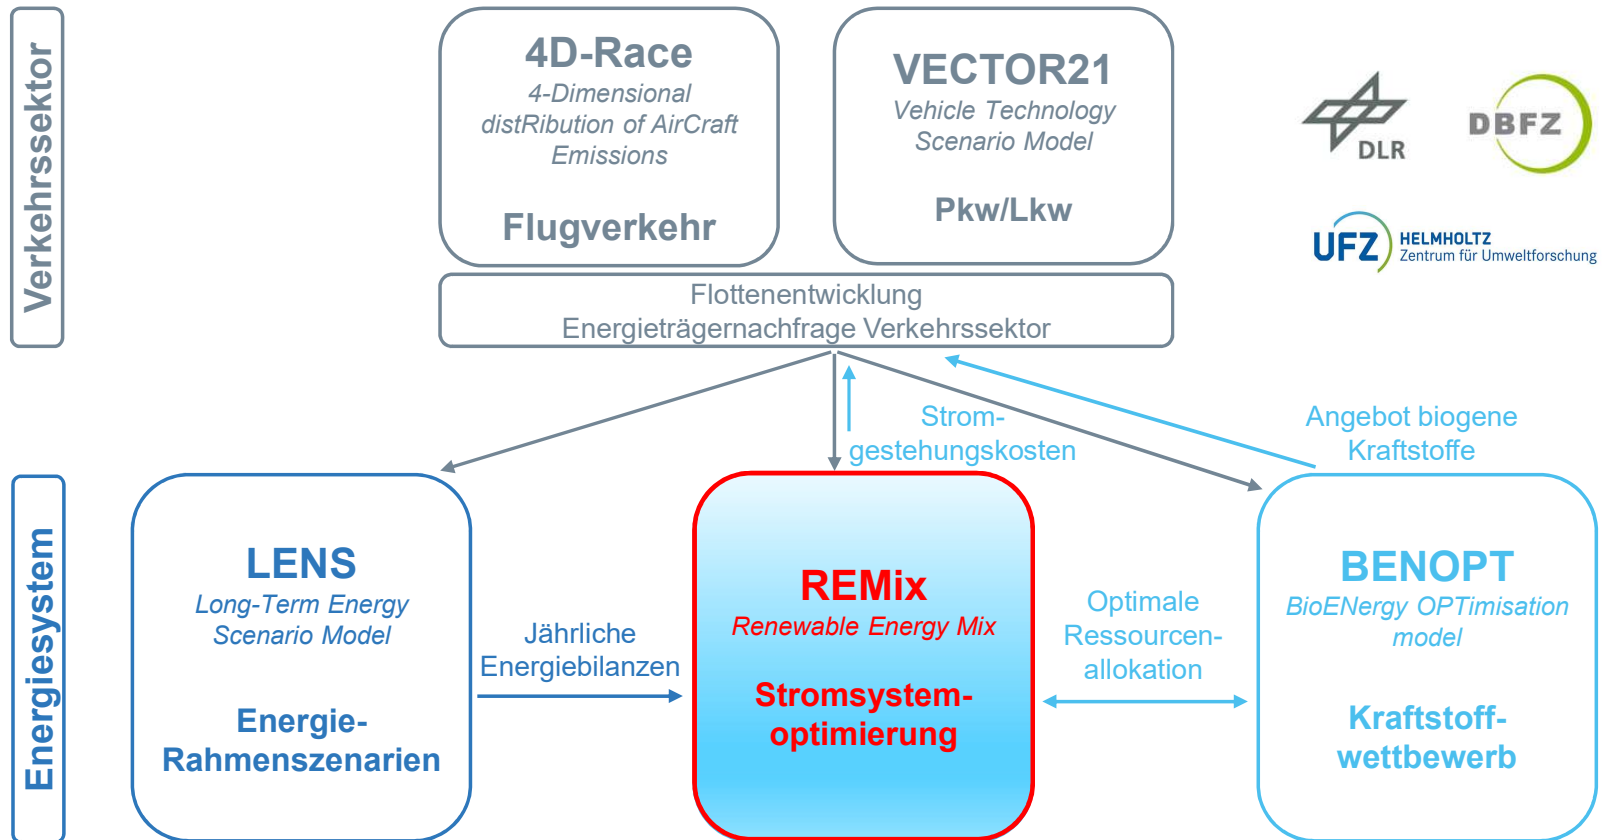 Verkehrssektor
4D-Race
4-Dimensional
distRibution of AirCraft
Emissions
Flugverkehr
VECTOR21
Vehicle Technology
Scenario Model
Pkw/Lkw
DLR
DBFZ
UFZ
HELMHOLTZ
Zentrum für Umweltforschung
Flottenentwicklung
Energieträgernachfrage Verkehrssektor
Strom-
gestehungskosten
Angebot biogene
Kraftstoffe
Energiesystem
LENS
Long-Term Energy
Scenario Model
Energie-
Rahmenszenarien
Jährliche
Energiebilanzen
REMix
Renewable Energy Mix
Stromsystem-
optimierung
Optimale
Ressourcen-
allokation
BENOPT
BioENergy OPTimisation
model
Kraftstoff-
wettbewerb